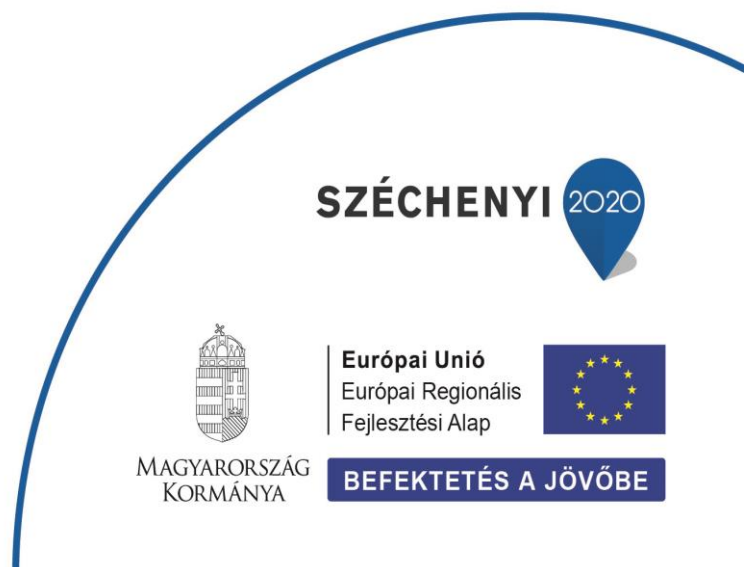 SZÉCHENYI 2020
Európai Unió
Európai Regionális
Fejlesztési Alap
MAGYARORSZÁG
KORMÁNYA
BEFEKTETÉS A JÖVŐBE